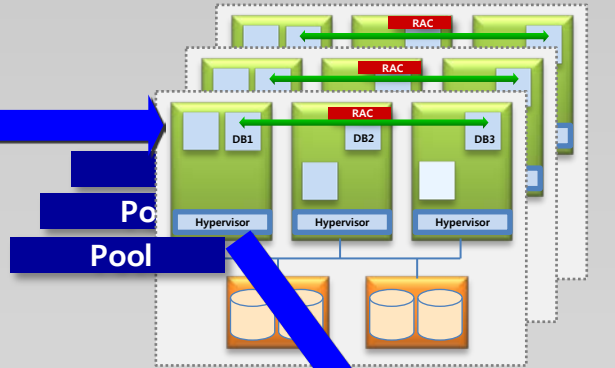 RAC
RAC
RAC
DB1
DB2
DB3
Hypervisor
Hypervisor
Hypervisor
Po
Pool